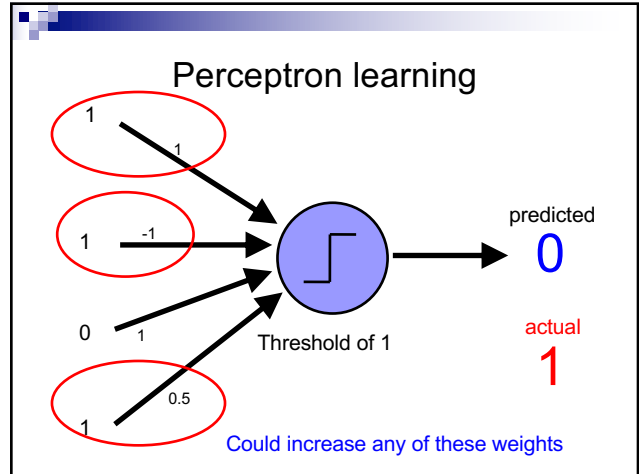 Perceptron learning
1
1
1
-1
0
1
1
0.5
Threshold of 1
predicted
0
actual
1
Could increase any of these weights